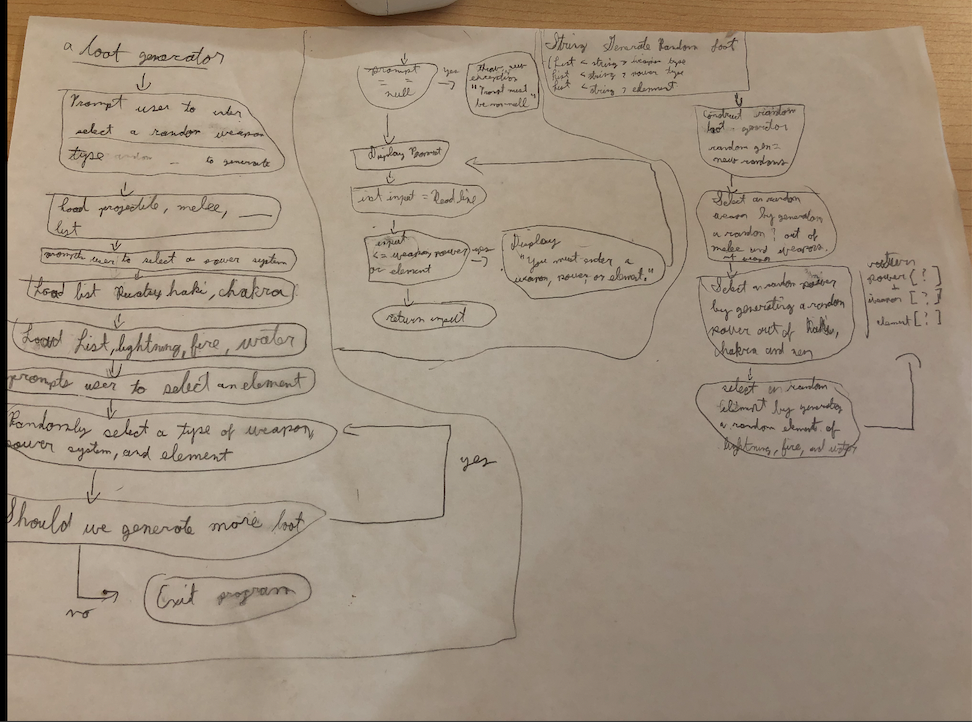 a loot generator
Prompt user to
select a random weapon
type to generate
Load projectile, melee,
list
prompts user to select a power system
Load list haki, chakra
Load List, lightning, fire, water
prompts user to select an element
Randomly select a type of weapon,
power system, and element
Should we generate more loot
yes
no
Exit program
prompt
= =
null
yes
throw new
exception
"Prompt must
be non-null"
Display Prompt
int input = Readline
input
<= weapon, power,
or element
yes
Display
"You must enter a
weapon, power, or element."
return input
String Generate Random loot
(List <string> weapon type
List <string> power type
List <string> element
Construct random
loot generator
random gen =
new random
Select an random
weapon by generating
a random ? out of
melee and weapons.
Select an random power
by generating a random
power out of haki,
chakra and
select an random
element by generating
a random element of
lightning, fire, and water
return
power [?]
+
weapon [?]
element [?]